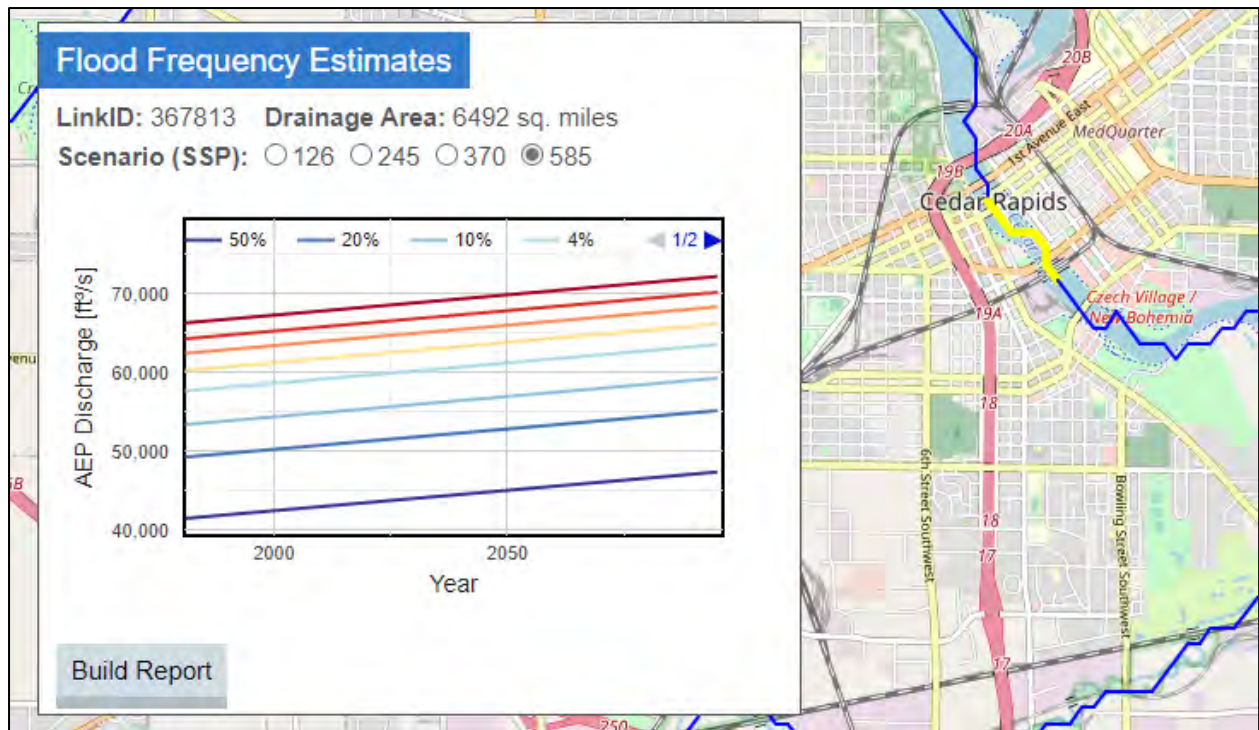 Flood Frequency Estimates
LinkID: 367813 Drainage Area: 6492 sq. miles
Scenario (SSP): 126 245 370 585
50% 20% 10% 4% 1/2
AEP Discharge [ft³/s]
70,000
60,000
50,000
40,000
2000 2050
Year
Build Report
20B
MedQuarter
20A
1st Avenue East
19B
Cedar Rapids
19A
Czech Village /
New Bohemia
18
6th Street Southwest
Bowling Street Southwest
18
17
17
250